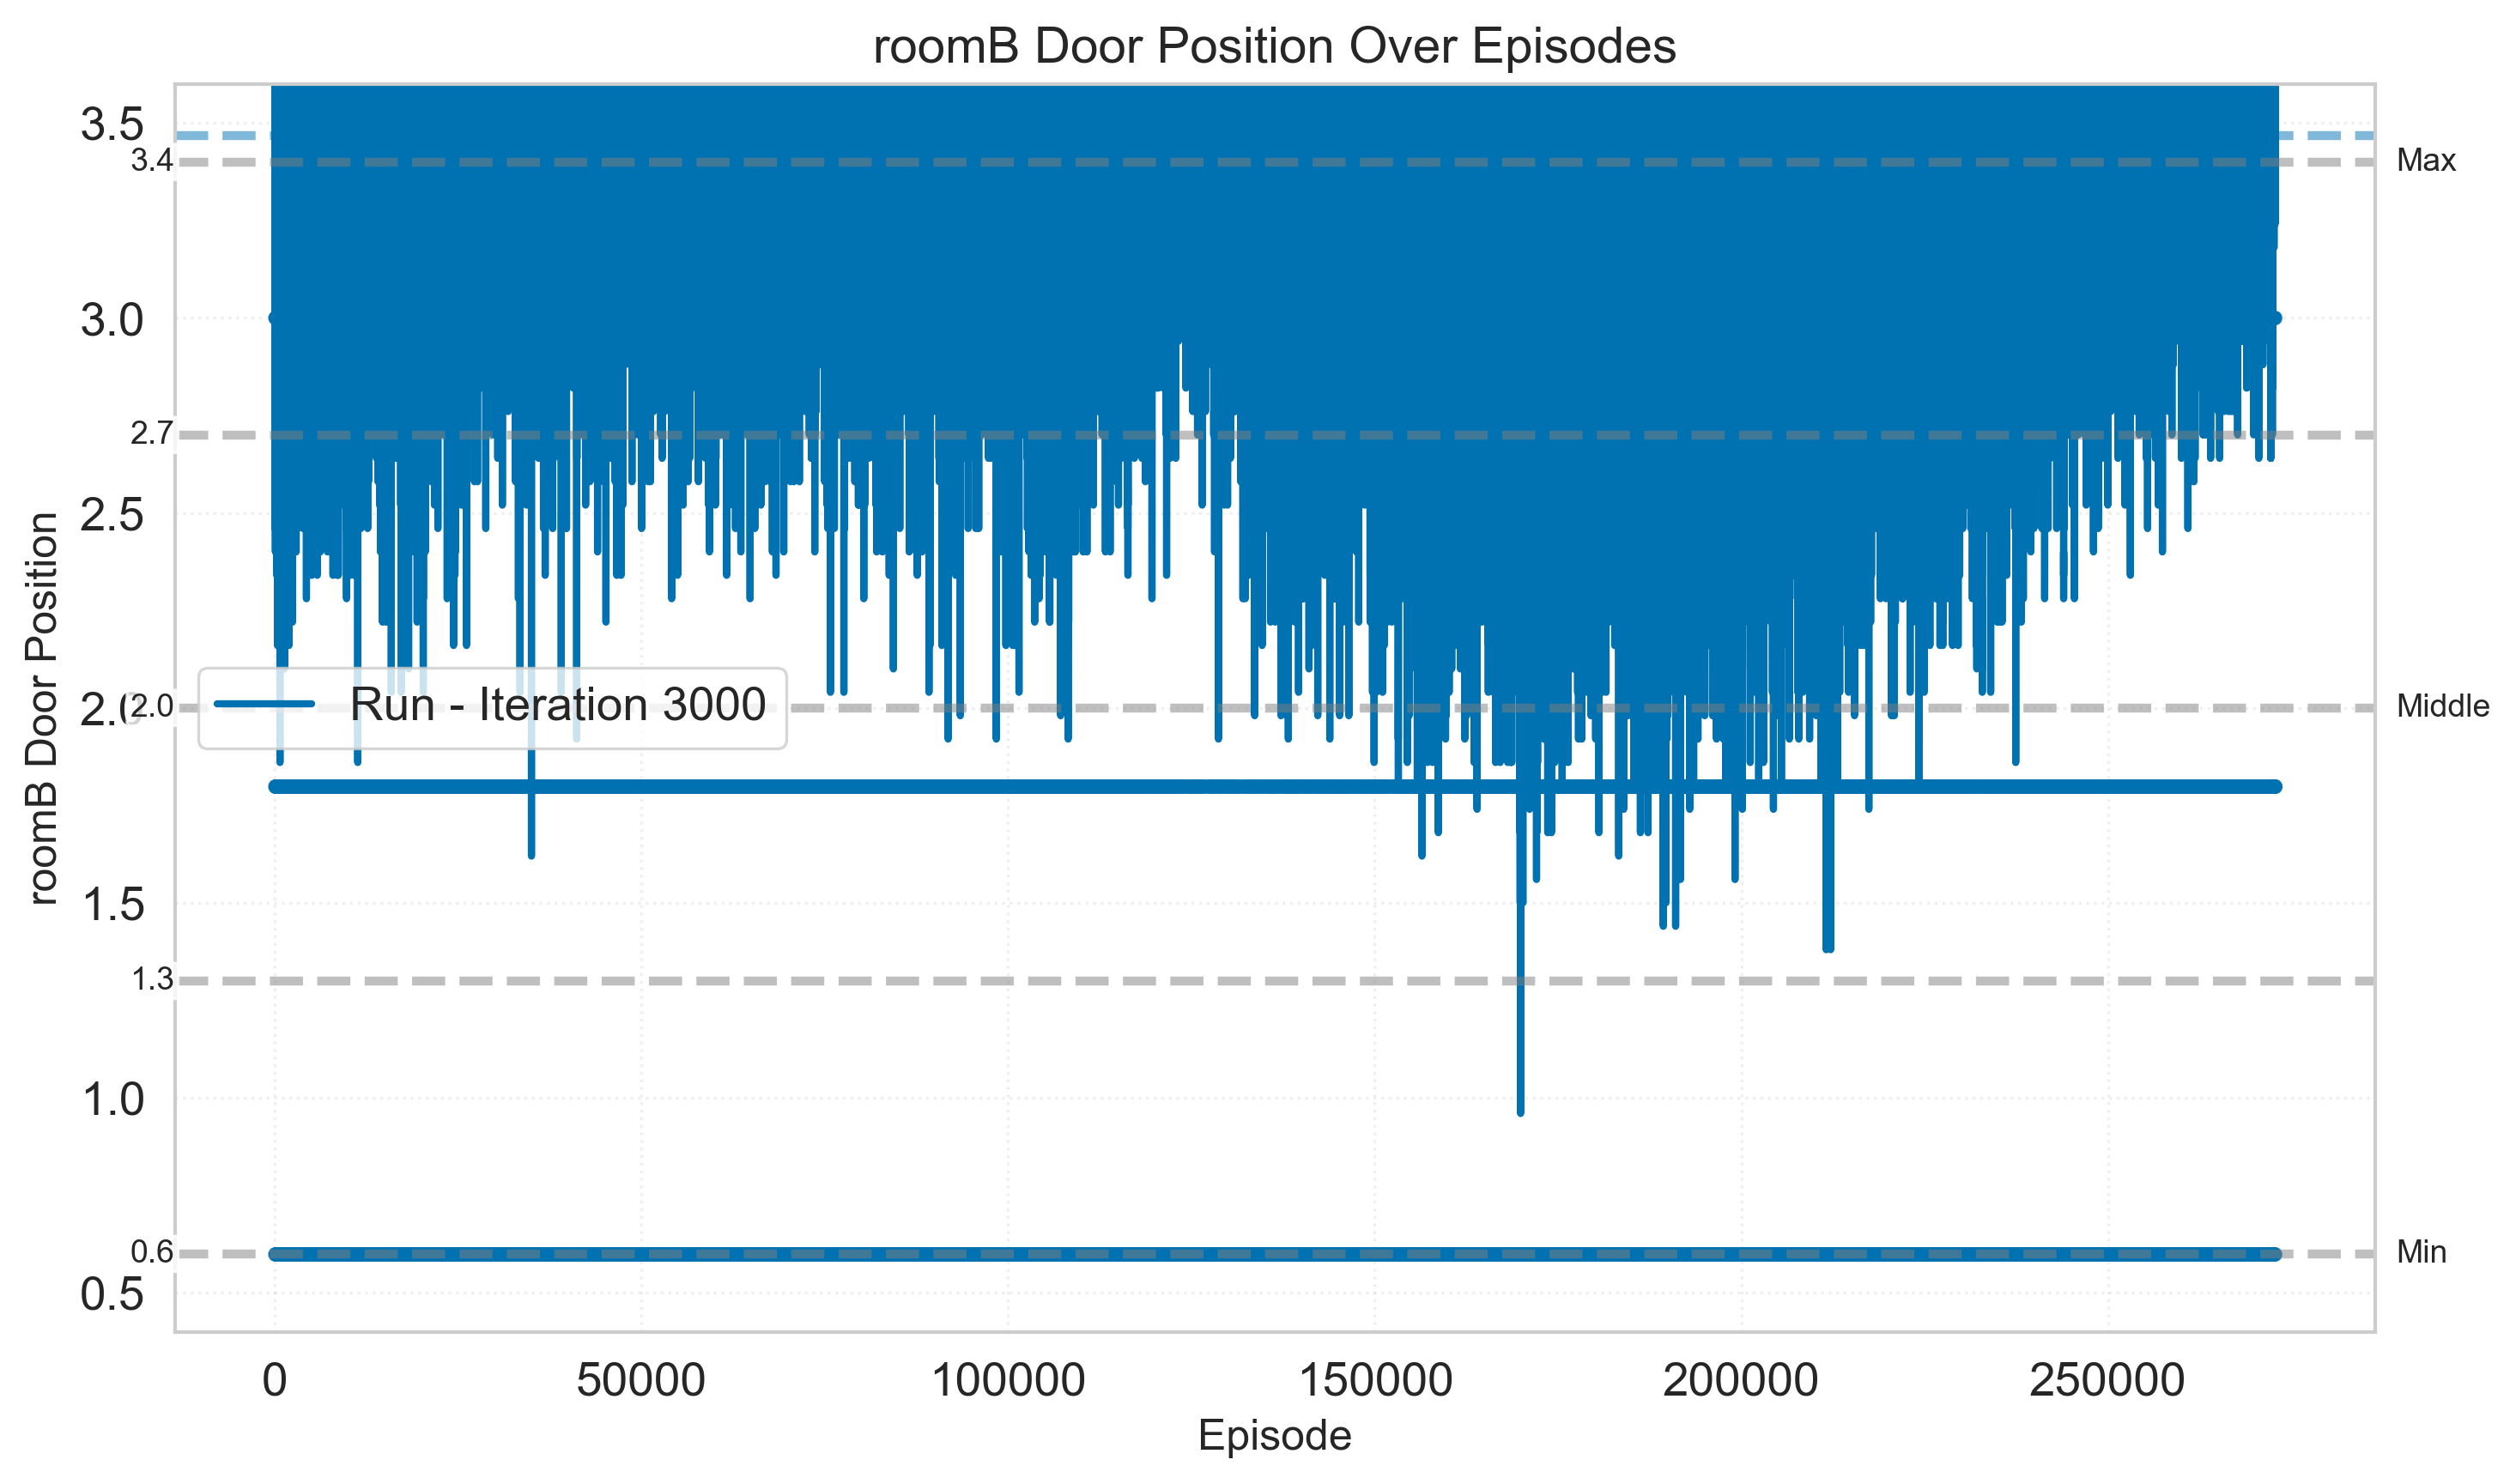 roomB Door Position Over Episodes
3.5
3.4
Max
3.0
2.7
2.5
roomB Door Position
2.0
2.0
Run - Iteration 3000
Middle
1.5
1.3
1.0
0.6
Min
0.5
0
50000
100000
150000
200000
250000
Episode